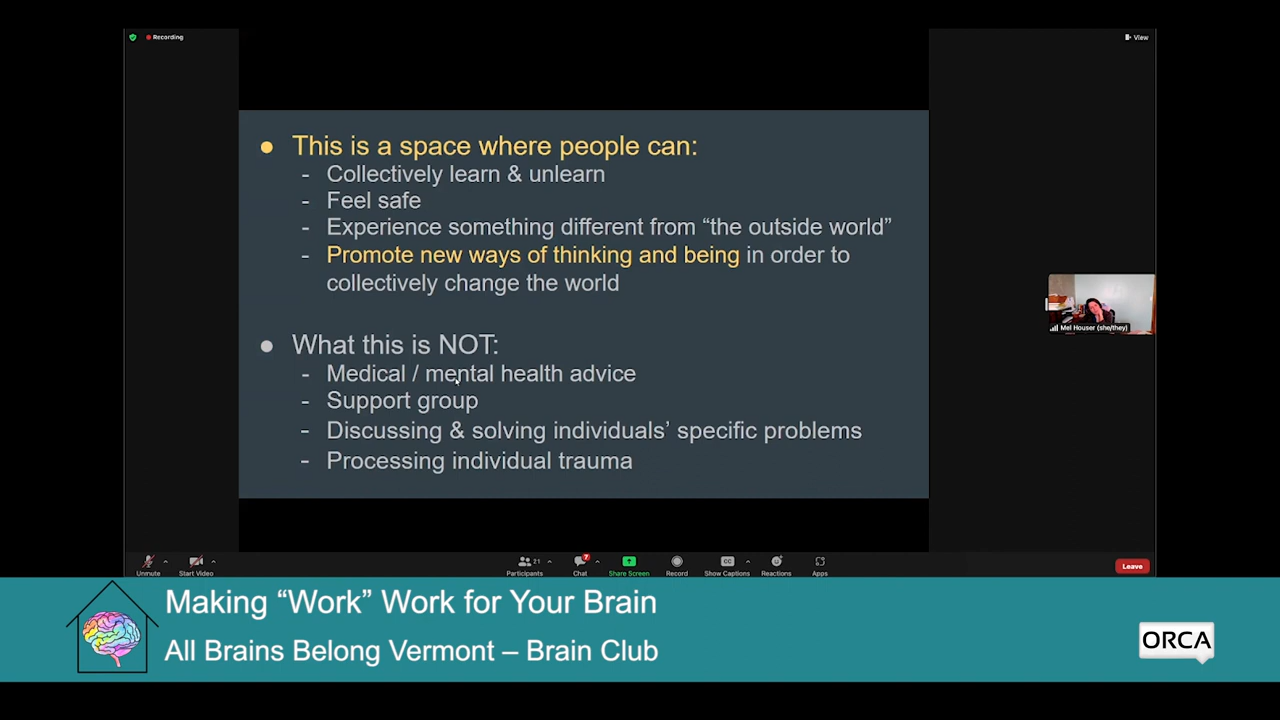 Recording
View
● This is a space where people can:
- Collectively learn & unlearn
- Feel safe
- Experience something different from “the outside world”
- Promote new ways of thinking and being in order to
collectively change the world
● What this is NOT:
- Medical / mental health advice
- Support group
- Discussing & solving individuals’ specific problems
- Processing individual trauma
Mel Houser (she/they)
21 7 CC
Unmute Start Video Participants Chat Share Screen Record Show Captions Reactions Apps Leave
Making “Work” Work for Your Brain
All Brains Belong Vermont – Brain Club
ORCA